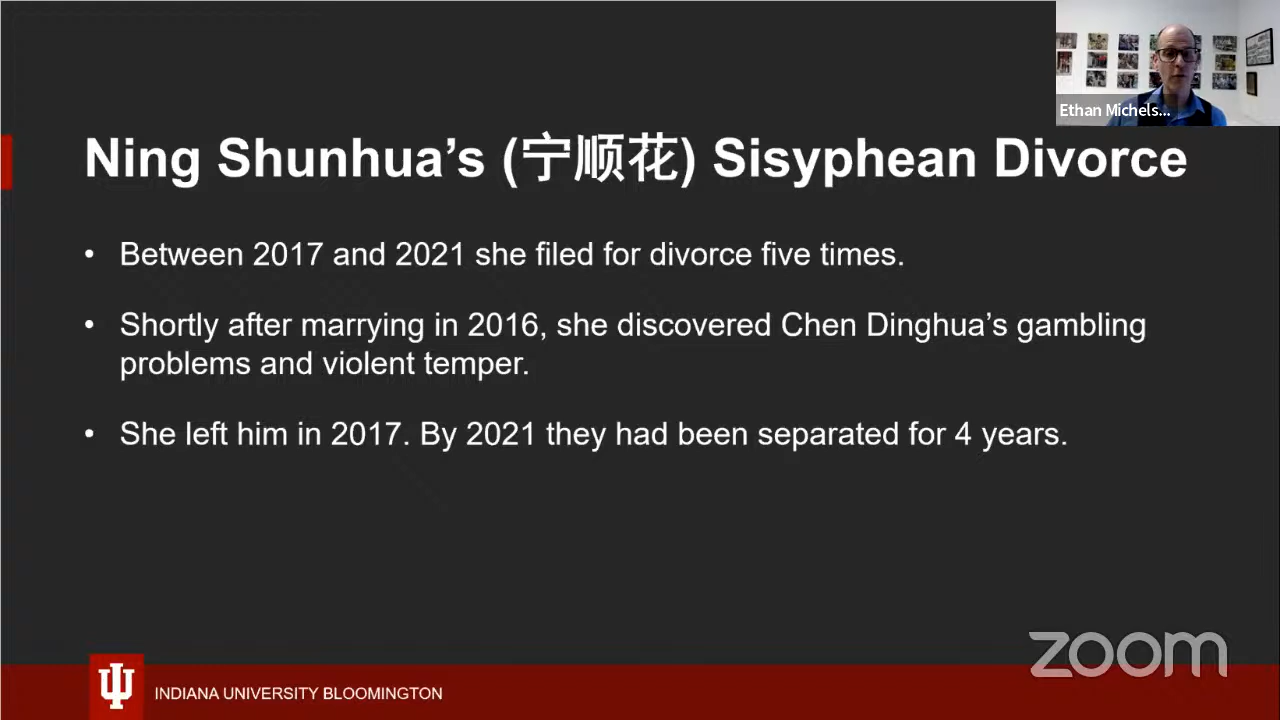 Ethan Michels...
Ning Shunhua’s (宁顺花) Sisyphean Divorce
• Between 2017 and 2021 she filed for divorce five times.
• Shortly after marrying in 2016, she discovered Chen Dinghua’s gambling
problems and violent temper.
• She left him in 2017. By 2021 they had been separated for 4 years.
zoom
INDIANA UNIVERSITY BLOOMINGTON